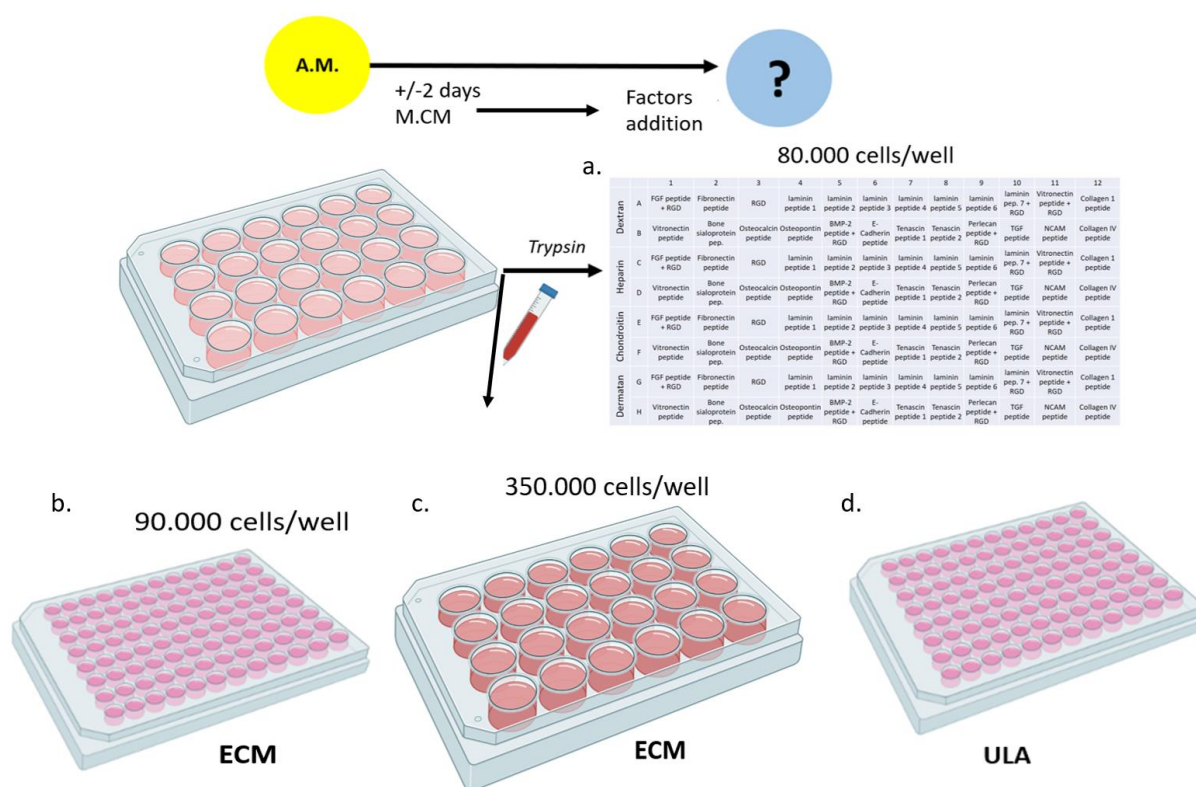 A.M.
?
+/-2 days
M.CM
Factors
addition
a.
80.000 cells/well
Trypsin
1 2 3 4 5 6 7 8 9 10 11 12
Dextran
A FGF peptide + RGD Fibronectin peptide RGD laminin peptide 1 laminin peptide 2 laminin peptide 3 laminin peptide 4 laminin peptide 5 laminin peptide 6 laminin pep. 7 + RGD Vitronectin peptide + RGD Collagen 1 peptide
B Vitronectin peptide Bone sialoprotein pep. Osteocalcin peptide Osteopontin peptide BMP-2 peptide + RGD E-Cadherin peptide Tenascin peptide 1 Tenascin peptide 2 Perlecan peptide + RGD TGF peptide NCAM peptide Collagen IV peptide
Heparin
C FGF peptide + RGD Fibronectin peptide RGD laminin peptide 1 laminin peptide 2 laminin peptide 3 laminin peptide 4 laminin peptide 5 laminin peptide 6 laminin pep. 7 + RGD Vitronectin peptide + RGD Collagen 1 peptide
D Vitronectin peptide Bone sialoprotein pep. Osteocalcin peptide Osteopontin peptide BMP-2 peptide + RGD E-Cadherin peptide Tenascin peptide 1 Tenascin peptide 2 Perlecan peptide + RGD TGF peptide NCAM peptide Collagen IV peptide
Chondroitin
E FGF peptide + RGD Fibronectin peptide RGD laminin peptide 1 laminin peptide 2 laminin peptide 3 laminin peptide 4 laminin peptide 5 laminin peptide 6 laminin pep. 7 + RGD Vitronectin peptide + RGD Collagen 1 peptide
F Vitronectin peptide Bone sialoprotein pep. Osteocalcin peptide Osteopontin peptide BMP-2 peptide + RGD E-Cadherin peptide Tenascin peptide 1 Tenascin peptide 2 Perlecan peptide + RGD TGF peptide NCAM peptide Collagen IV peptide
Dermatan
G FGF peptide + RGD Fibronectin peptide RGD laminin peptide 1 laminin peptide 2 laminin peptide 3 laminin peptide 4 laminin peptide 5 laminin peptide 6 laminin pep. 7 + RGD Vitronectin peptide + RGD Collagen 1 peptide
H Vitronectin peptide Bone sialoprotein pep. Osteocalcin peptide Osteopontin peptide BMP-2 peptide + RGD E-Cadherin peptide Tenascin peptide 1 Tenascin peptide 2 Perlecan peptide + RGD TGF peptide NCAM peptide Collagen IV peptide
b.
90.000 cells/well
ECM
c.
350.000 cells/well
ECM
d.
ULA